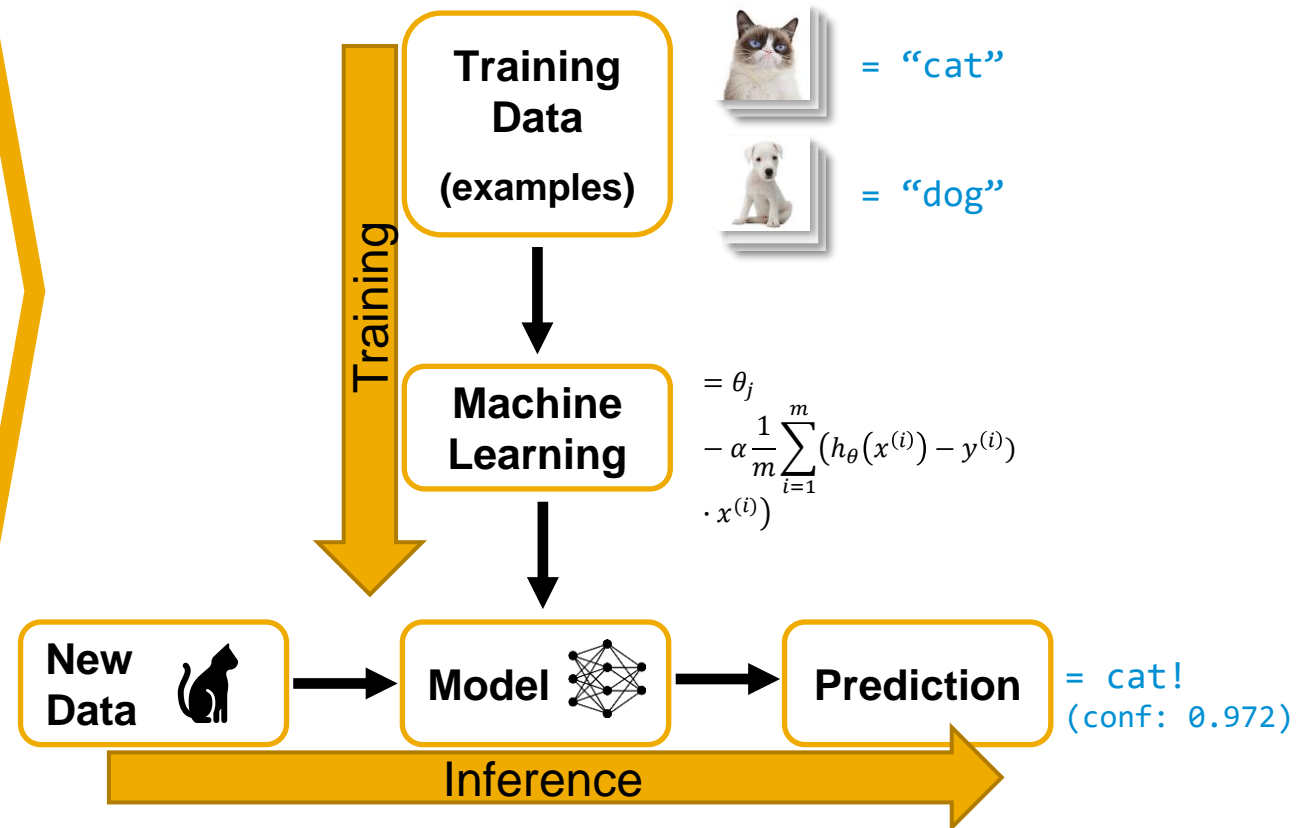 Training
Data
(examples)
= “cat”
= “dog”
Training
Machine
Learning
= θ_j
− α 1/m ∑_{i=1}^{m} (h_θ(x^{(i)}) − y^{(i)})
· x^{(i)})
New
Data
Model
Prediction
= cat!
(conf: 0.972)
Inference